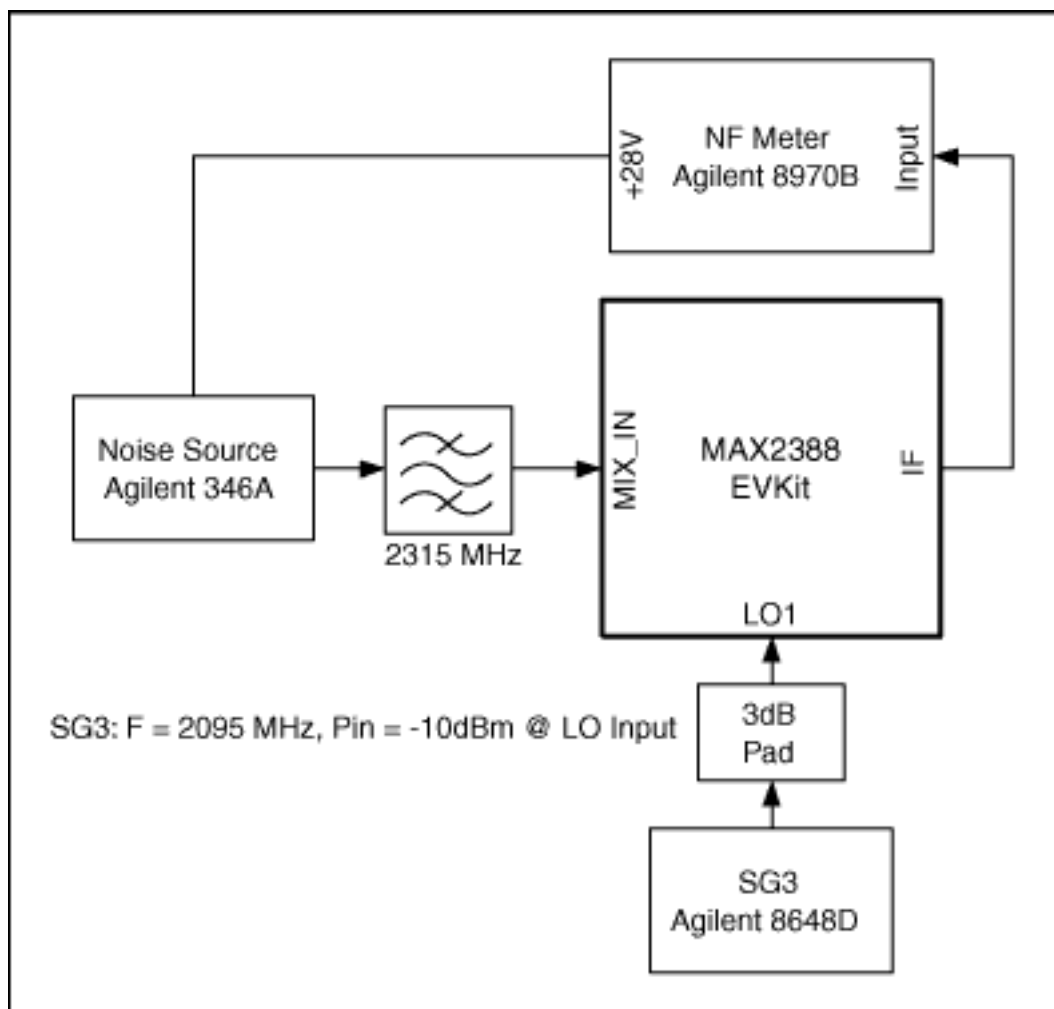 NF Meter
Agilent 8970B
+28V
Input
Noise Source
Agilent 346A
2315 MHz
MIX_IN
MAX2388
EVKit
IF
LO1
SG3: F = 2095 MHz, Pin = -10dBm @ LO Input
3dB
Pad
SG3
Agilent 8648D